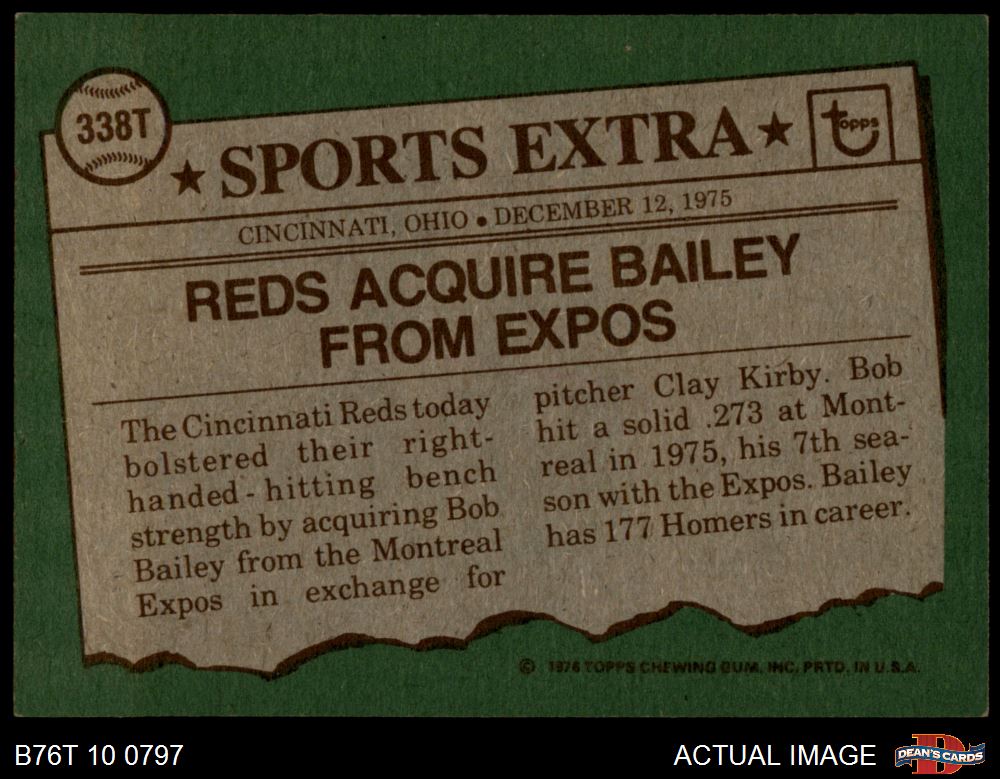 338T
★ SPORTS EXTRA ★
topps
CINCINNATI, OHIO • DECEMBER 12, 1975
REDS ACQUIRE BAILEY
FROM EXPOS
The Cincinnati Reds today
bolstered their right-
handed - hitting bench
strength by acquiring Bob
Bailey from the Montreal
Expos in exchange for
pitcher Clay Kirby. Bob
hit a solid .273 at Mont-
real in 1975, his 7th sea-
son with the Expos. Bailey
has 177 Homers in career.
© 1976 TOPPS CHEWING GUM, INC. PRTD. IN U.S.A.
B76T 10 0797
ACTUAL IMAGE
DEAN'S CARDS